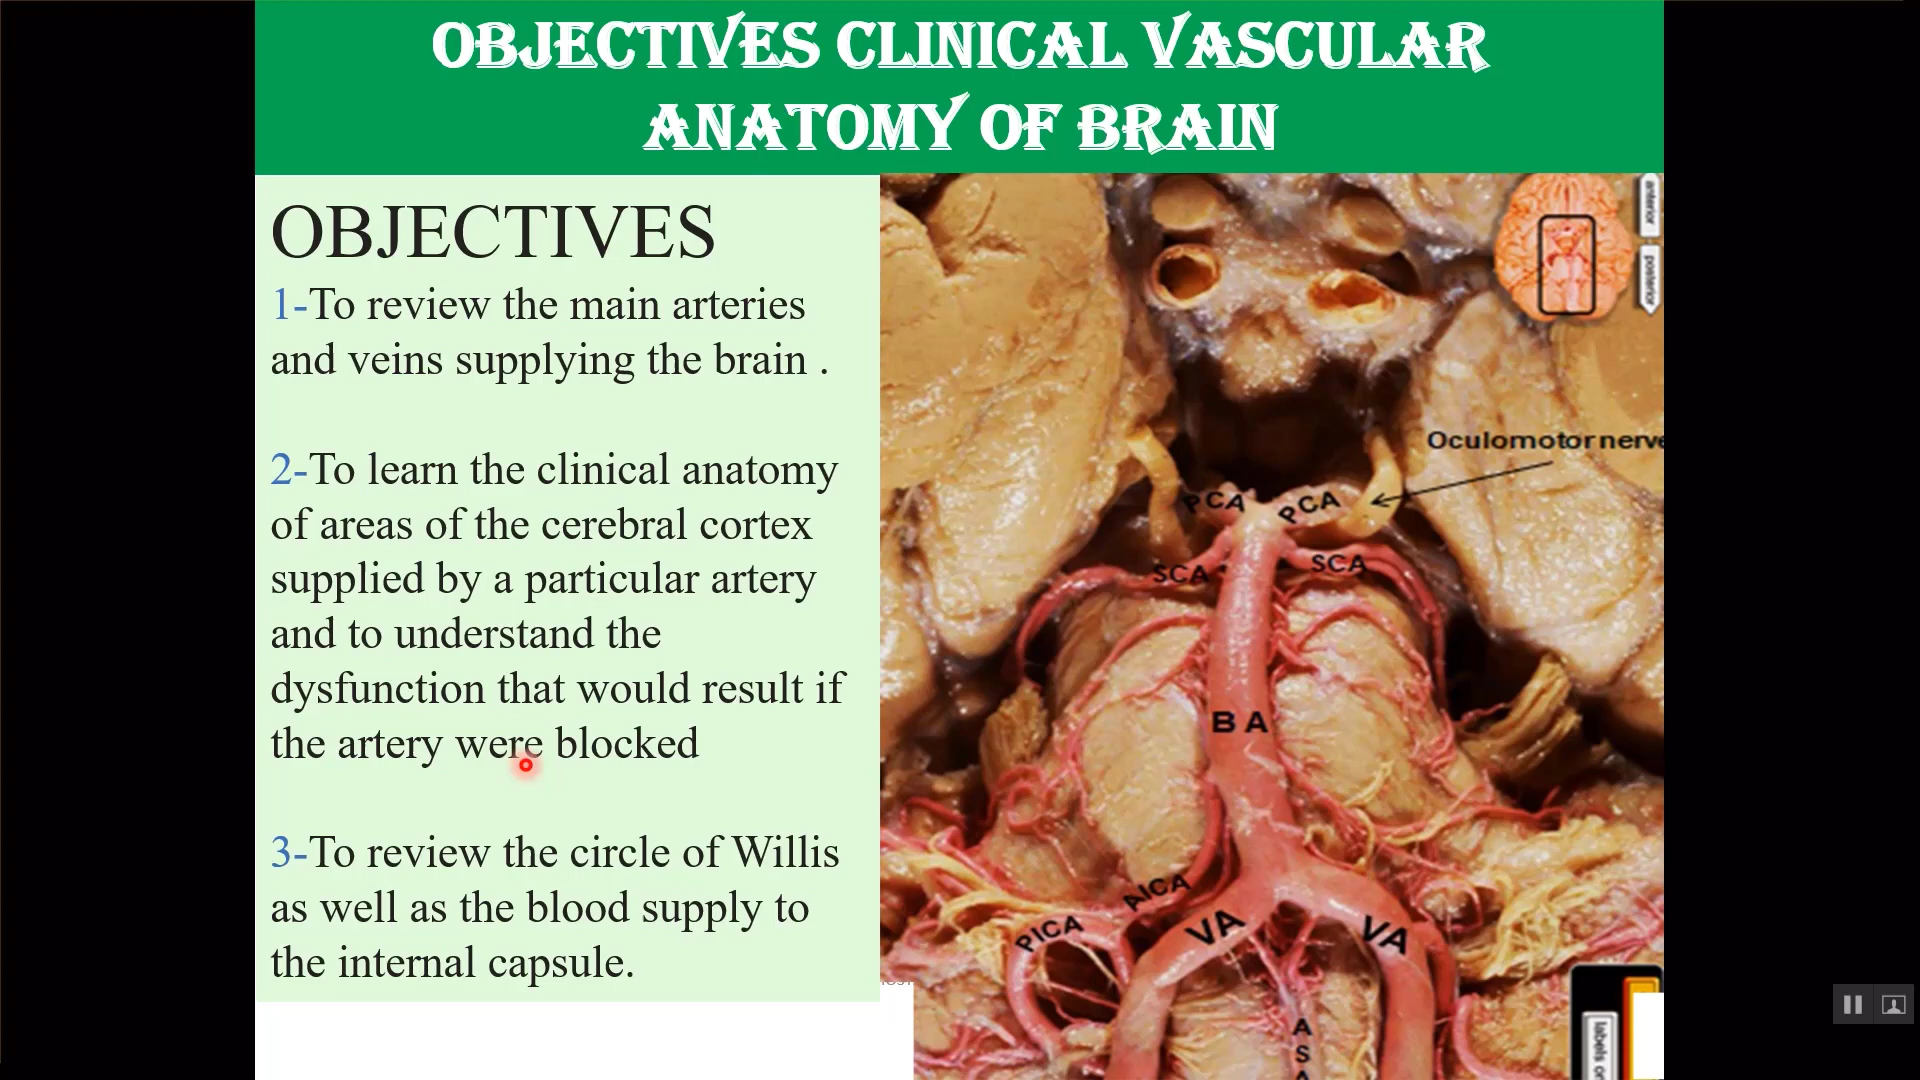 OBJECTIVES CLINICAL VASCULAR
ANATOMY OF BRAIN
OBJECTIVES
1-To review the main arteries
and veins supplying the brain .
2-To learn the clinical anatomy
of areas of the cerebral cortex
supplied by a particular artery
and to understand the
dysfunction that would result if
the artery were blocked
3-To review the circle of Willis
as well as the blood supply to
the internal capsule.
anterior
posterior
Oculomotor nerve
PCA
PCA
SCA
SCA
B A
AICA
PICA
VA
VA
A
S
A
labels